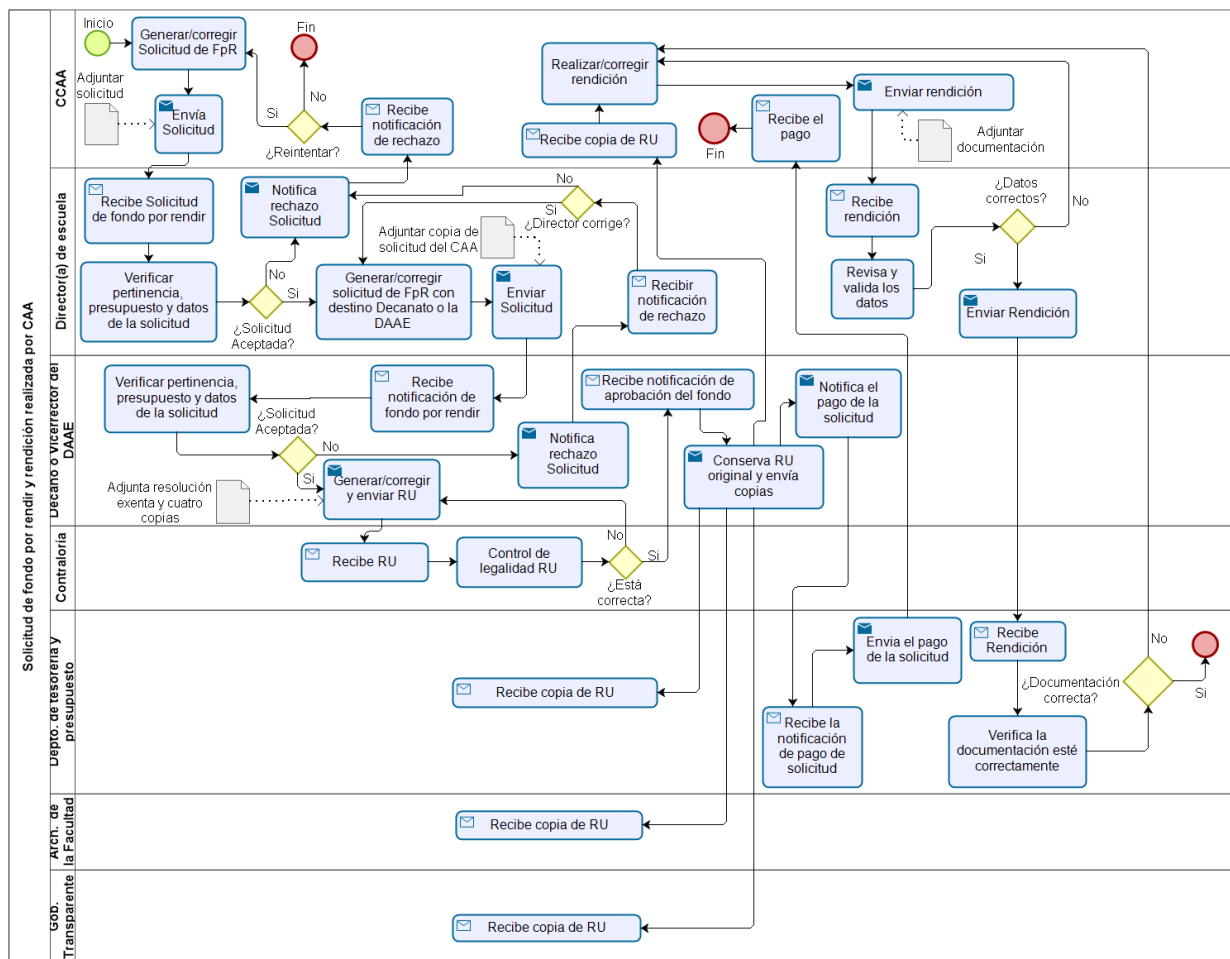 Solicitud de fondo por rendir y rendición realizada por CAA
CCAA
Inicio
Generar/corregir
Solicitud de FpR
Fin
Adjuntar
solicitud
Envía
Solicitud
Si
No
¿Reintentar?
Recibe
notificación
de rechazo
Realizar/corregir
rendición
Recibe copia de RU
Recibe el
pago
Fin
Enviar rendición
Adjuntar
documentación
Director(a) de escuela
Recibe Solicitud
de fondo por rendir
Notifica
rechazo
Solicitud
No
Si
¿Director corrige?
Adjuntar copia de
solicitud del CAA
Verificar
pertinencia,
presupuesto y datos
de la solicitud
No
Si
¿Solicitud
Aceptada?
Generar/corregir
solicitud de FpR con
destino Decanato o la
DAAE
Enviar
Solicitud
Recibir
notificación
de rechazo
Recibe
rendición
¿Datos
correctos?
No
Si
Revisa y
valida los
datos
Enviar Rendición
Decano o Vicerrector del
DAAE
Verificar pertinencia,
presupuesto y datos
de la solicitud
Recibe
notificación de
fondo por rendir
¿Solicitud
Aceptada?
No
Si
Notifica
rechazo
Solicitud
Recibe notificación de
aprobación del fondo
Notifica el
pago de la
solicitud
Adjunta resolución
exenta y cuatro
copias
Generar/corregir
y enviar RU
Conserva RU
original y envía
copias
Contraloria
Recibe RU
Control de
legalidad RU
No
Si
¿Está
correcta?
Depto. de tesorería y
presupuesto
Recibe copia de RU
Envia el pago
de la solicitud
Recibe la
notificación
de pago de
solicitud
Recibe
Rendición
¿Documentación
correcta?
No
Si
Verifica la
documentación esté
correctamente
Arch. de
la Facultad
Recibe copia de RU
Gob.
Transparente
Recibe copia de RU